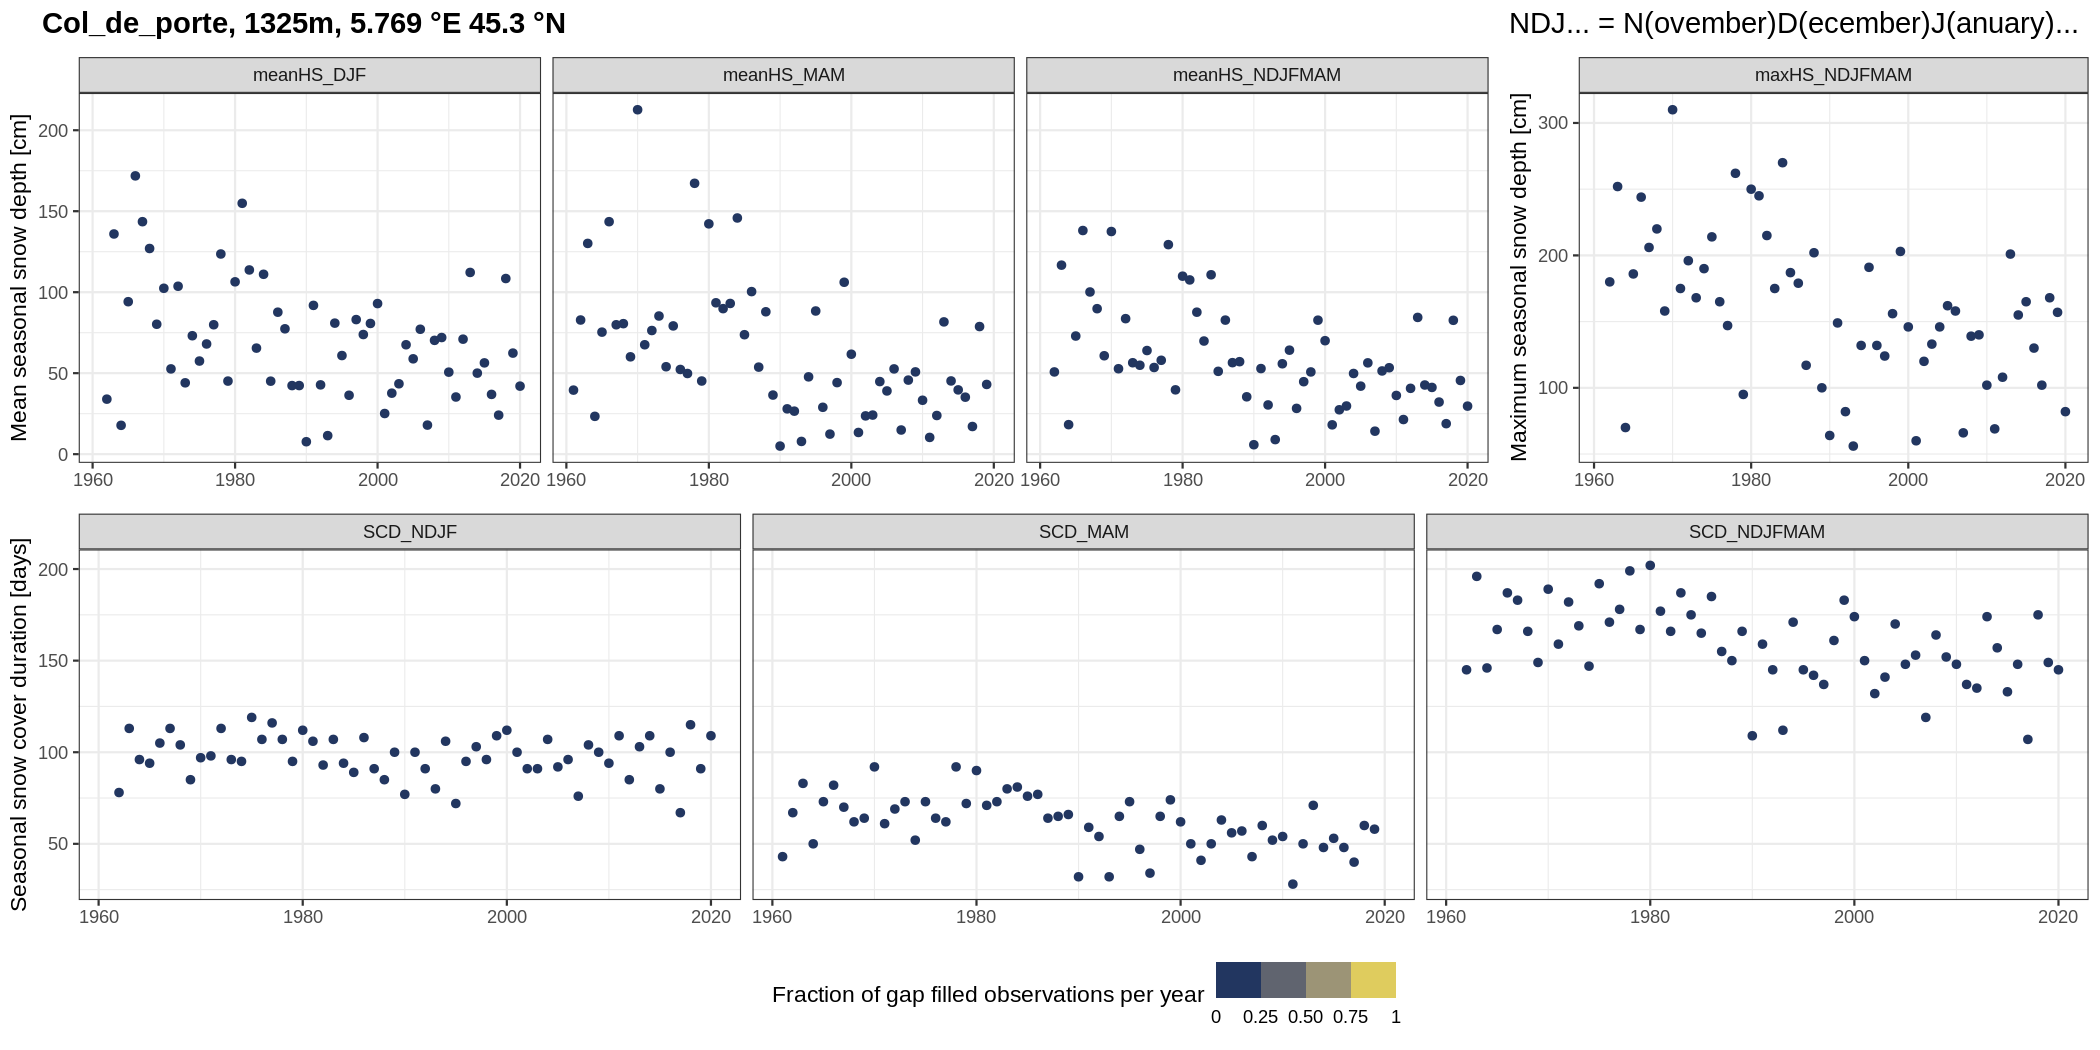 Col_de_porte, 1325m, 5.769 °E 45.3 °N
NDJ... = N(ovember)D(ecember)J(anuary)...
meanHS_DJF
meanHS_MAM
meanHS_NDJFMAM
maxHS_NDJFMAM
Mean seasonal snow depth [cm]
200
150
100
50
0
1960 1980 2000 2020
1960 1980 2000 2020
1960 1980 2000 2020
Maximum seasonal snow depth [cm]
300
200
100
1960 1980 2000 2020
SCD_NDJF
SCD_MAM
SCD_NDJFMAM
Seasonal snow cover duration [days]
200
150
100
50
1960 1980 2000 2020
1960 1980 2000 2020
1960 1980 2000 2020
Fraction of gap filled observations per year
0 0.25 0.50 0.75 1